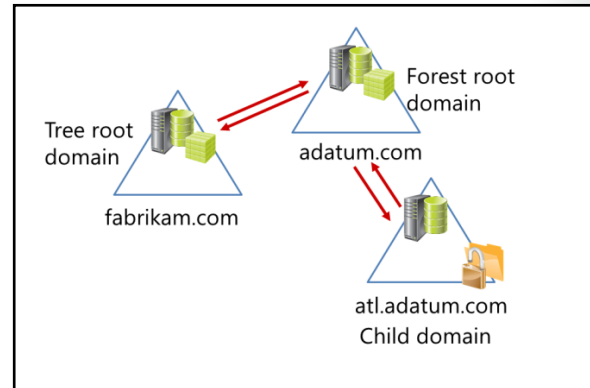 Forest root
domain
Tree root
domain
adatum.com
fabrikam.com
atl.adatum.com
Child domain